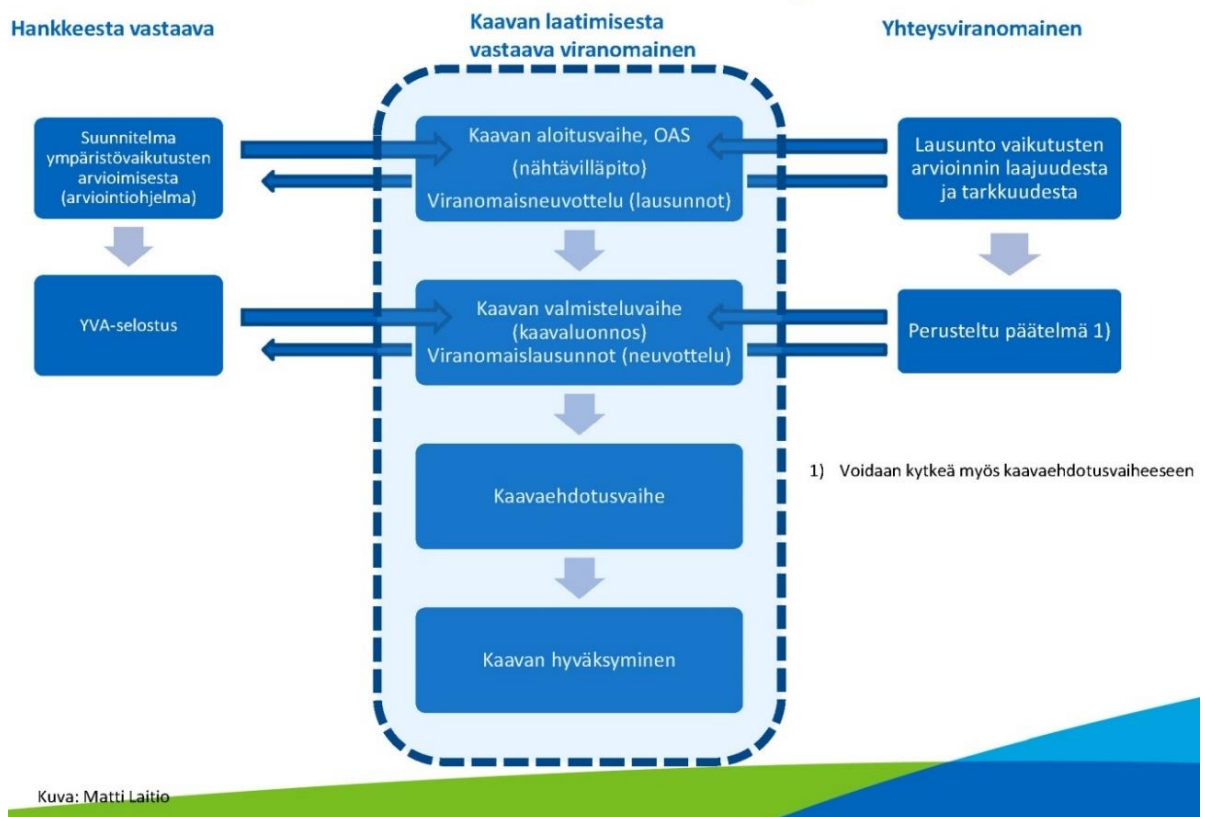 Hankkeesta vastaava
Kaavan laatimisesta
vastaava viranomainen
Yhteysviranomainen
Suunnitelma
ympäristövaikutusten
arvioimisesta
(arviointiohjelma)
Kaavan aloitusvaihe, OAS
(nähtävilläpito)
Viranomaisneuvottelu (lausunnot)
Lausunto vaikutusten
arvioinnin laajuudesta
ja tarkkuudesta
YVA-selostus
Kaavan valmisteluvaihe
(kaavaluonnos)
Viranomaislausunnot (neuvottelu)
Perusteltu päätelmä 1)
1) Voidaan kytkeä myös kaavaehdotusvaiheeseen
Kaavaehdotusvaihe
Kaavan hyväksyminen
Kuva: Matti Laitio